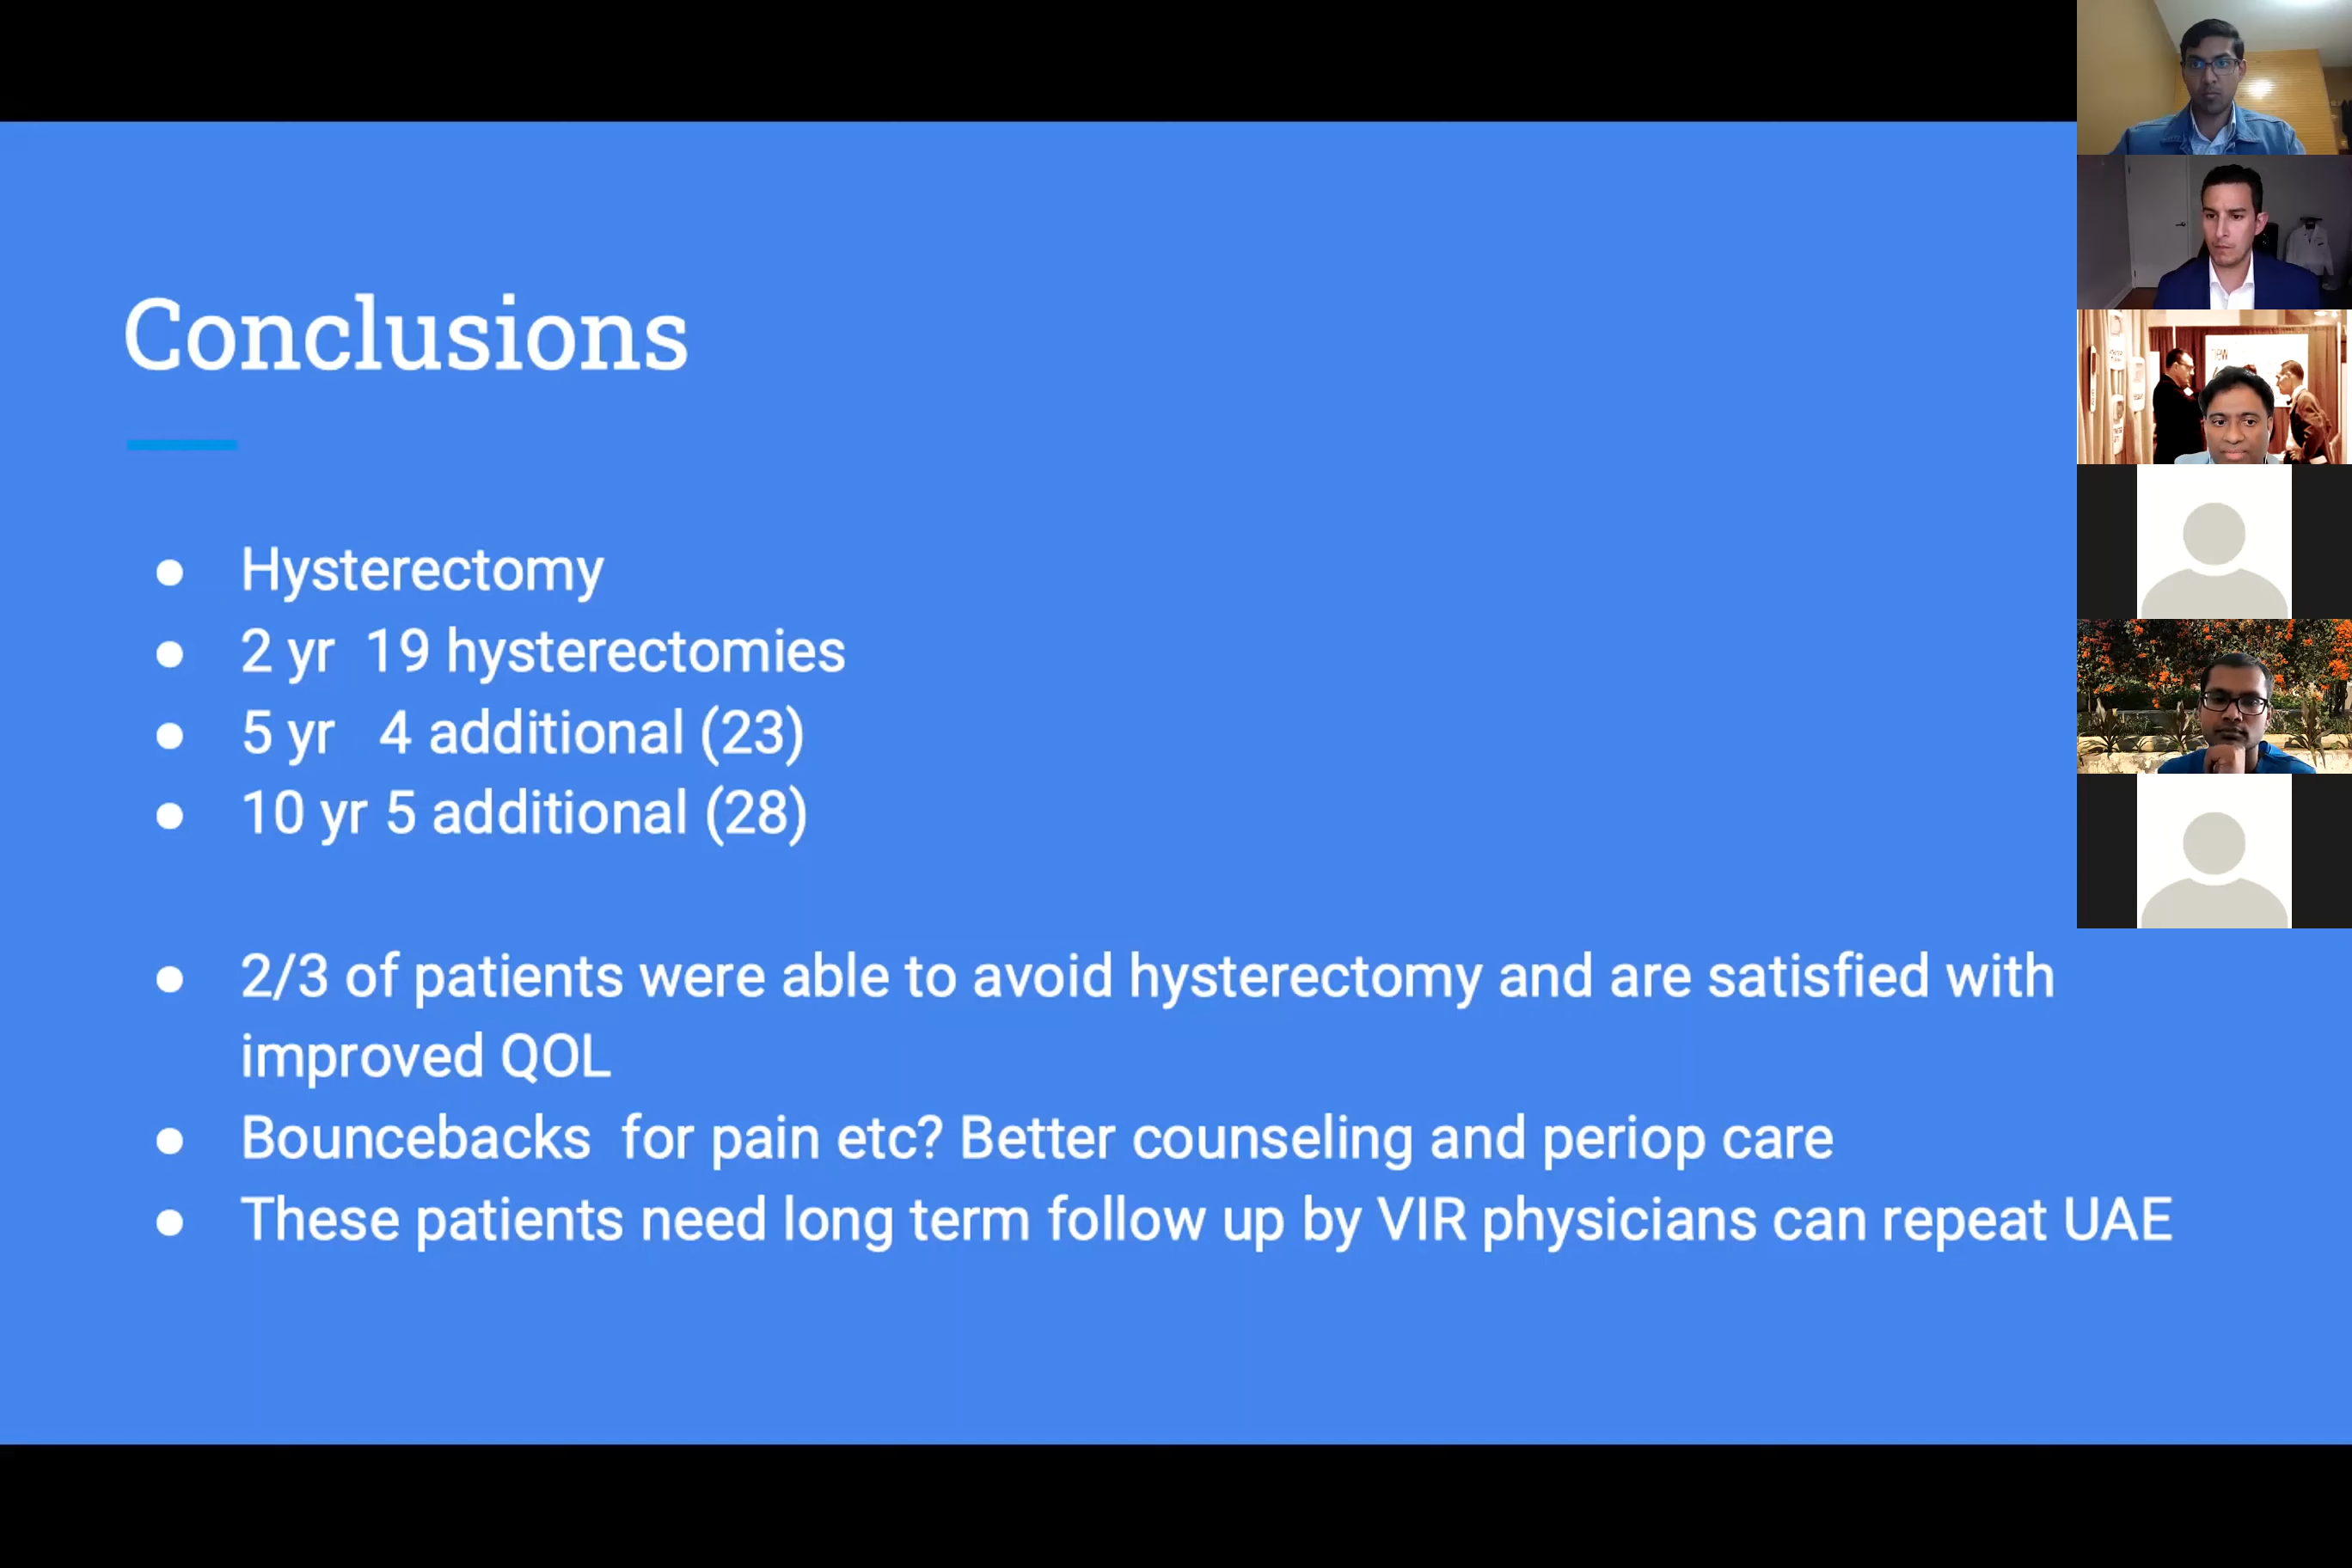 Conclusions
● Hysterectomy
● 2 yr  19 hysterectomies
● 5 yr   4 additional (23)
● 10 yr 5 additional (28)
● 2/3 of patients were able to avoid hysterectomy and are satisfied with
improved QOL
● Bouncebacks  for pain etc? Better counseling and periop care
● These patients need long term follow up by VIR physicians can repeat UAE